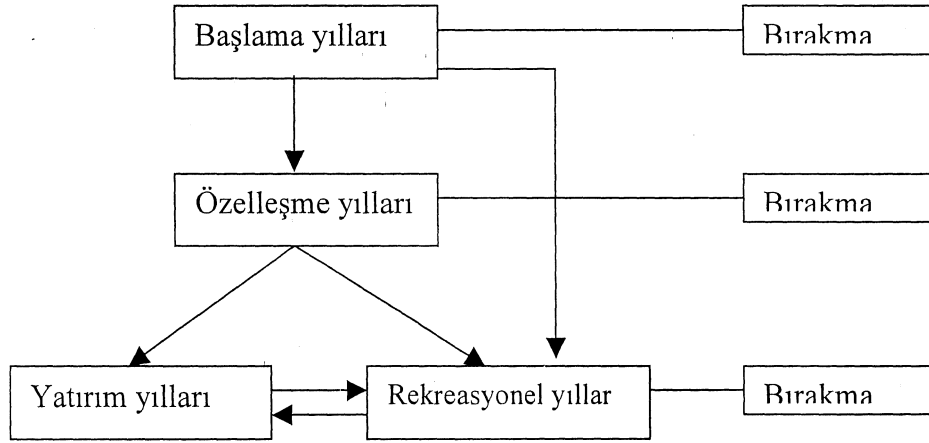 Başlama yılları
Bırakma
Özelleşme yılları
Bırakma
Yatırım yılları
Rekreasyonel yıllar
Bırakma